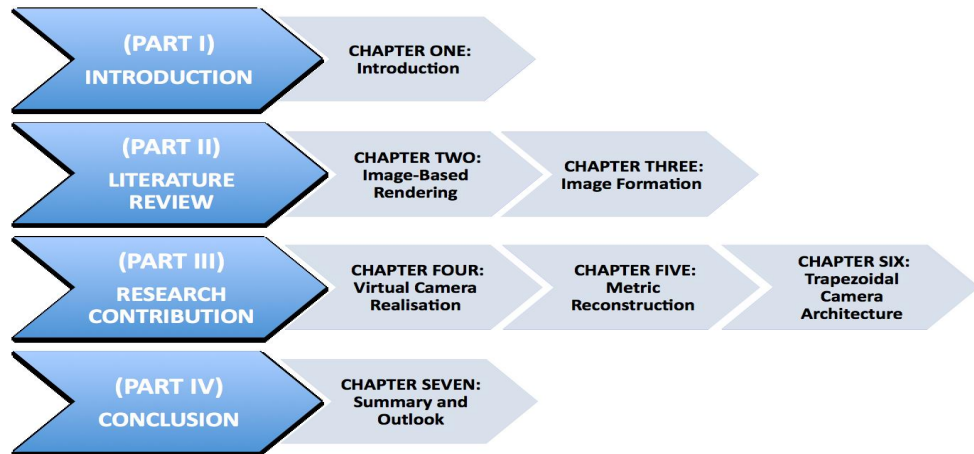 (PART I)
INTRODUCTION
CHAPTER ONE:
Introduction
(PART II)
LITERATURE
REVIEW
CHAPTER TWO:
Image-Based
Rendering
CHAPTER THREE:
Image Formation
(PART III)
RESEARCH
CONTRIBUTION
CHAPTER FOUR:
Virtual Camera
Realisation
CHAPTER FIVE:
Metric
Reconstruction
CHAPTER SIX:
Trapezoidal
Camera
Architecture
(PART IV)
CONCLUSION
CHAPTER SEVEN:
Summary and
Outlook